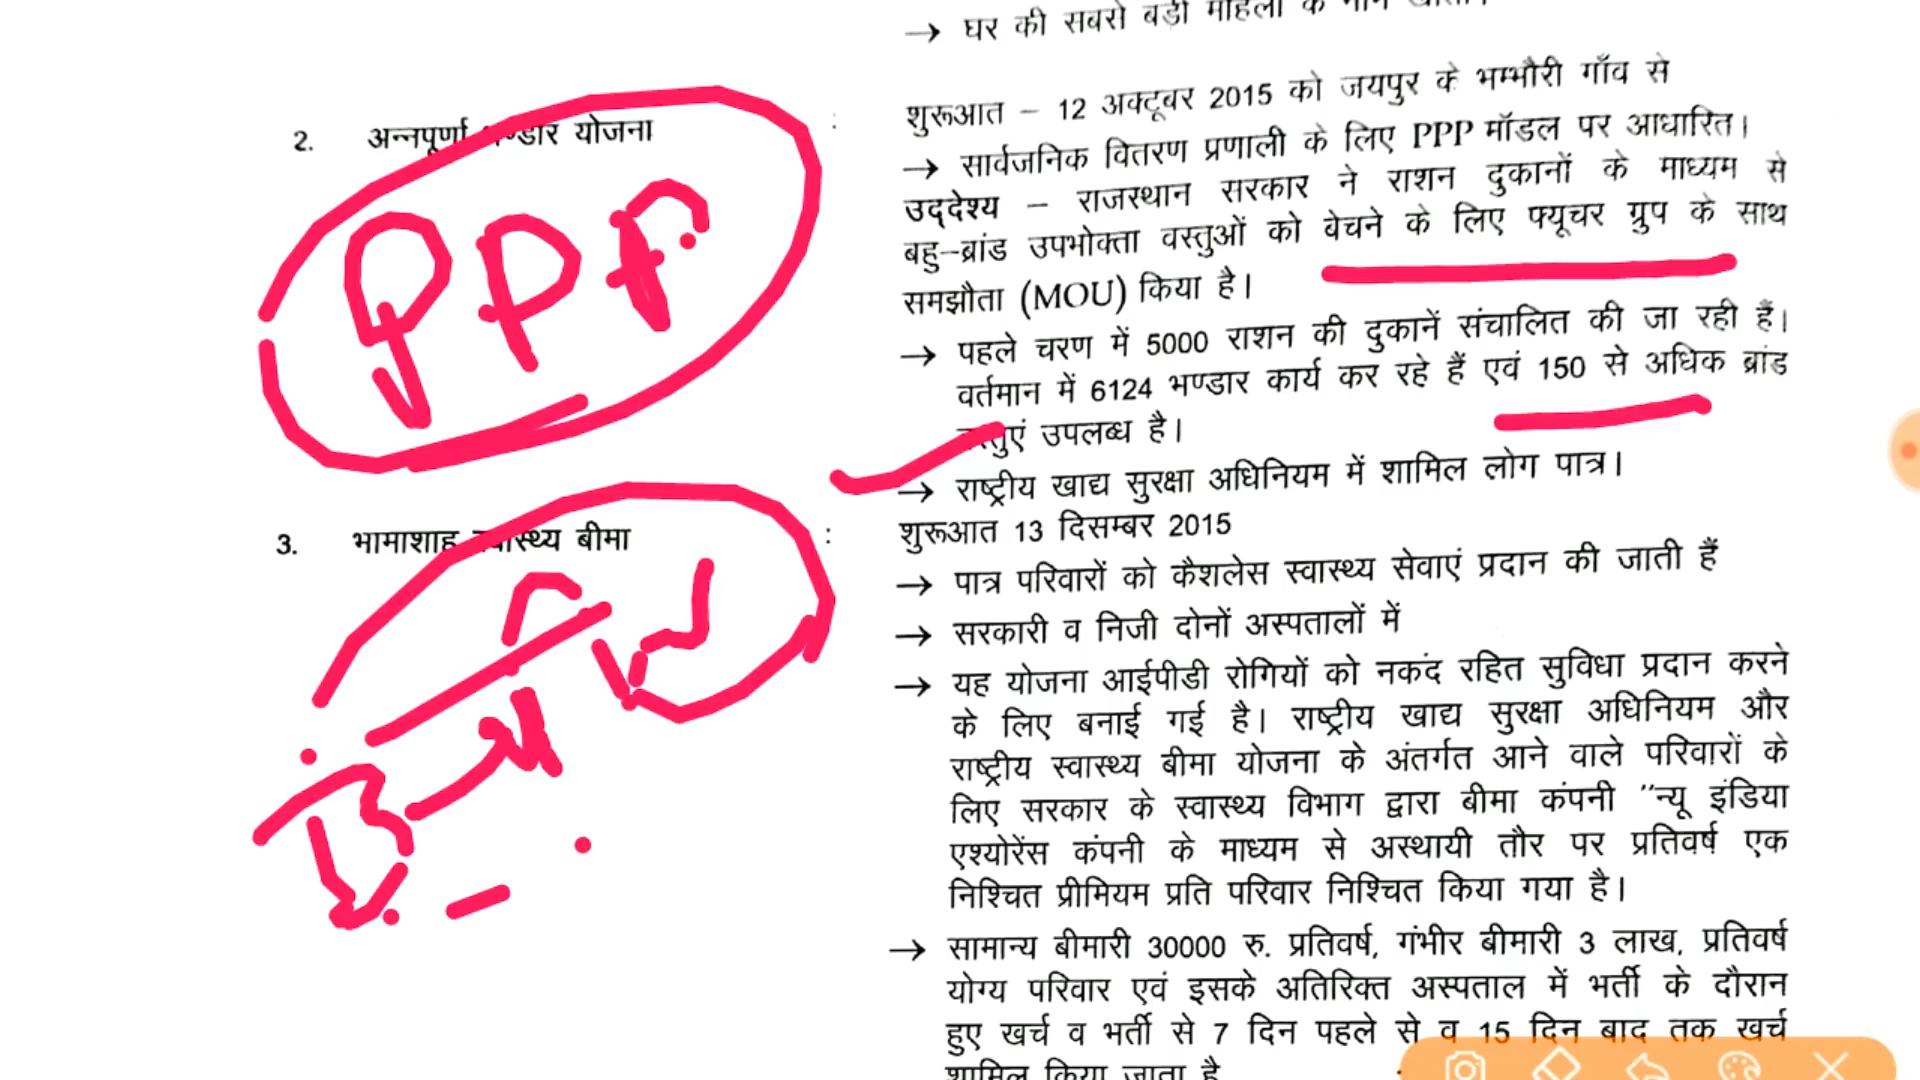 → घर की सबसे बड़ी महिला के नाम
2. अन्नपूर्णा भण्डार योजना :
शुरूआत – 12 अक्टूबर 2015 को जयपुर के भम्भौरी गाँव से
→ सार्वजनिक वितरण प्रणाली के लिए PPP मॉडल पर आधारित।
उद्देश्य – राजस्थान सरकार ने राशन दुकानों के माध्यम से
बहु–ब्रांड उपभोक्ता वस्तुओं को बेचने के लिए फ्यूचर ग्रुप के साथ
समझौता (MOU) किया है।
→ पहले चरण में 5000 राशन की दुकानें संचालित की जा रही हैं।
वर्तमान में 6124 भण्डार कार्य कर रहे हैं एवं 150 से अधिक ब्रांड
वस्तुएं उपलब्ध है।
→ राष्ट्रीय खाद्य सुरक्षा अधिनियम में शामिल लोग पात्र।
PPP
3. भामाशाह स्वास्थ्य बीमा :
शुरूआत 13 दिसम्बर 2015
→ पात्र परिवारों को कैशलेस स्वास्थ्य सेवाएं प्रदान की जाती हैं
→ सरकारी व निजी दोनों अस्पतालों में
→ यह योजना आईपीडी रोगियों को नकद रहित सुविधा प्रदान करने
के लिए बनाई गई है। राष्ट्रीय खाद्य सुरक्षा अधिनियम और
राष्ट्रीय स्वास्थ्य बीमा योजना के अंतर्गत आने वाले परिवारों के
लिए सरकार के स्वास्थ्य विभाग द्वारा बीमा कंपनी "न्यू इंडिया
एश्योरेंस कंपनी के माध्यम से अस्थायी तौर पर प्रतिवर्ष एक
निश्चित प्रीमियम प्रति परिवार निश्चित किया गया है।
→ सामान्य बीमारी 30000 रु. प्रतिवर्ष, गंभीर बीमारी 3 लाख, प्रतिवर्ष
योग्य परिवार एवं इसके अतिरिक्त अस्पताल में भर्ती के दौरान
हुए खर्च व भर्ती से 7 दिन पहले से व 15 दिन बाद तक खर्च
शामिल किया जाता है